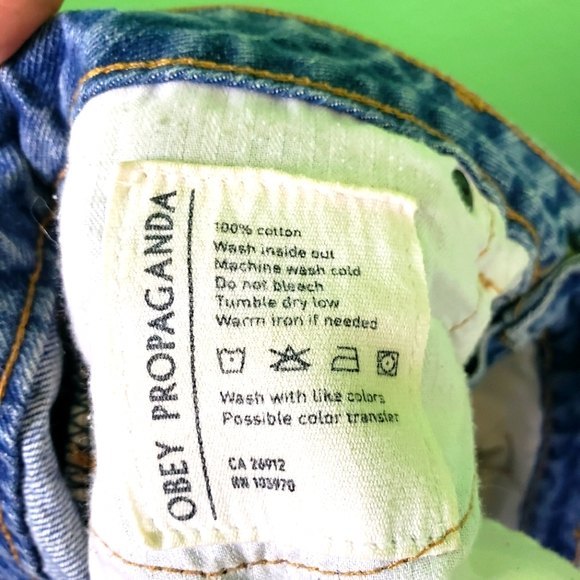 OBEY PROPAGANDA
100% cotton
Wash inside out
Machine wash cold
Do not bleach
Tumble dry low
Warm iron if needed
Wash with like colors
Possible color transfer
CA 26912
RN 103970